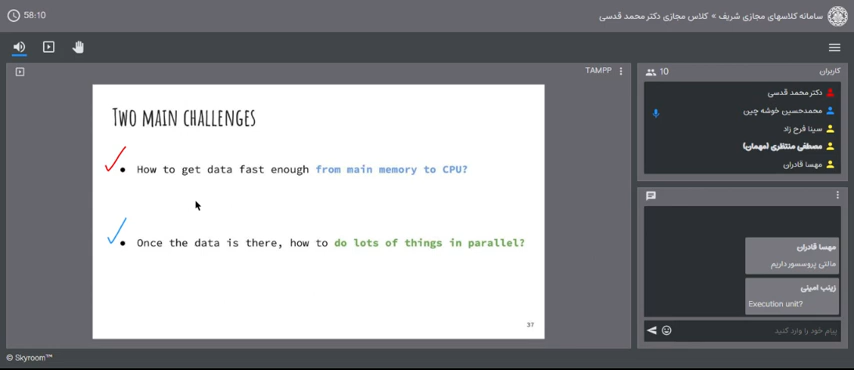 58:10
سامانه کلاسهای مجازی شریف » کلاس مجازی دکتر محمد قدسی
TAMPP
TWO MAIN CHALLENGES
• How to get data fast enough from main memory to CPU?
• Once the data is there, how to do lots of things in parallel?
37
کاربران
10
دکتر محمد قدسی
محمدحسین خوشه چین
سینا فرح زاد
مصطفی منتظری (مهمان)
مهسا قادران
مهسا قادران
مالتی پروسسور داریم
زینب امینی
Execution unit?
پیام خود را وارد کنید
© Skyroom™